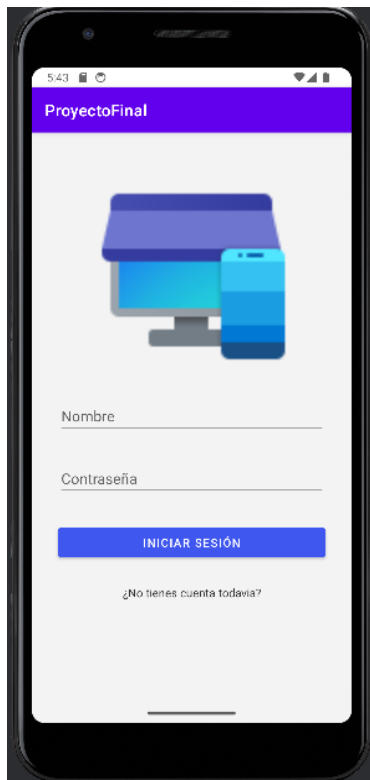 5:43
ProyectoFinal
Nombre
Contraseña
INICIAR SESIÓN
¿No tienes cuenta todavia?